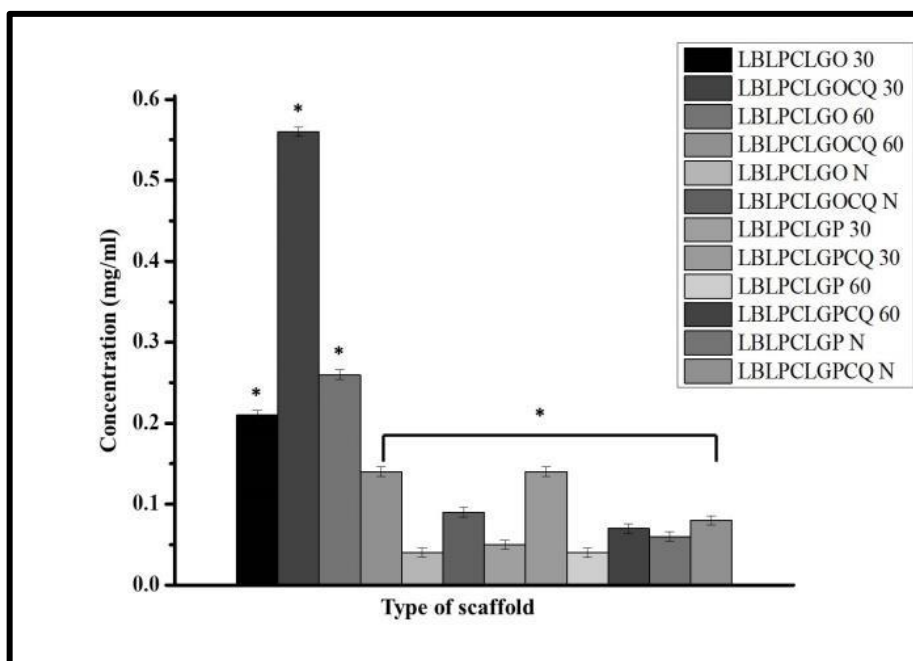 LBLPCLGO 30
LBLPCLGOCQ 30
LBLPCLGO 60
LBLPCLGOCQ 60
LBLPCLGO N
LBLPCLGOCQ N
LBLPCLGP 30
LBLPCLGPCQ 30
LBLPCLGP 60
LBLPCLGPCQ 60
LBLPCLGP N
LBLPCLGPCQ N
Concentration (mg/ml)
0.6
0.5
0.4
0.3
0.2
0.1
0.0
*
*
*
*
Type of scaffold